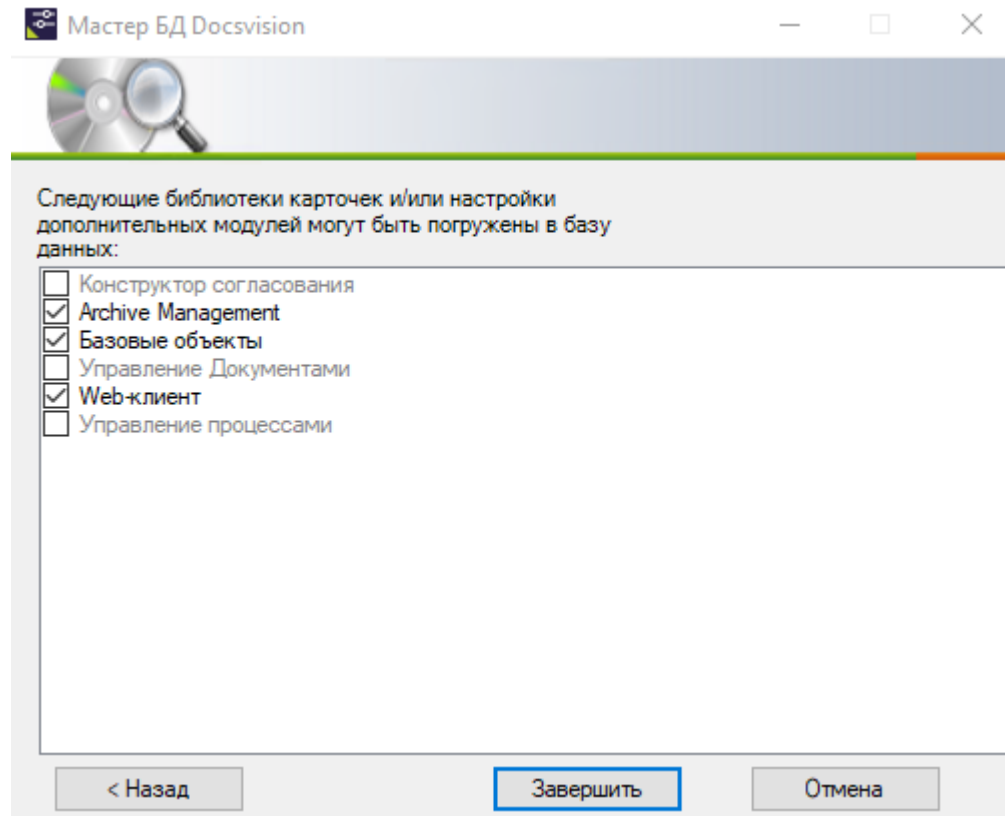 Мастер БД Docsvision
Следующие библиотеки карточек и/или настройки
дополнительных модулей могут быть погружены в базу
данных:
Конструктор согласования
Archive Management
Базовые объекты
Управление Документами
Web-клиент
Управление процессами
< Назад
Завершить
Отмена